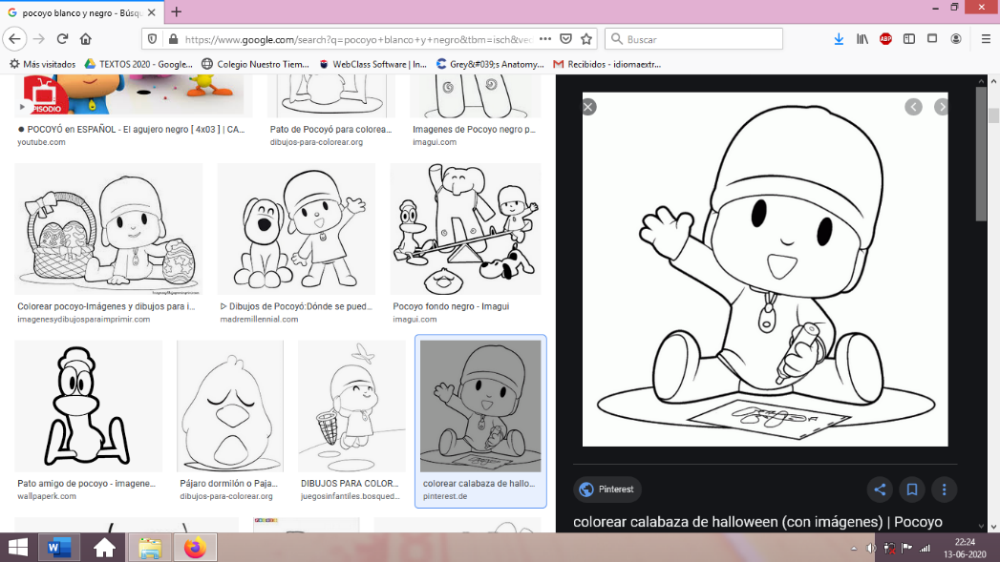 pocoyo blanco y negro - Búsqu
https://www.google.com/search?q=pocoyo+blanco+y+negro&tbm=isch&vec
Buscar
ABP
Más visitados
TEXTOS 2020 - Google...
Colegio Nuestro Tiem...
WebClass Software | In...
Grey&#039;s Anatomy...
Recibidos - idiomaextr...
PISODIO
● POCOYÓ en ESPAÑOL - El agujero negro [ 4x03 ] | CA...
youtube.com
Pato de Pocoyó para colorea...
dibujos-para-colorear.org
Imagenes de Pocoyo negro p...
imagui.com
Colorear pocoyo-Imágenes y dibujos para i...
imagenesydibujosparaimprimir.com
▷ Dibujos de Pocoyó:Dónde se pued...
madremillennial.com
Pocoyo fondo negro - Imagui
imagui.com
Pato amigo de pocoyo - imagene...
wallpaperk.com
Pájaro dormilón o Paja...
dibujos-para-colorear.org
DIBUJOS PARA COLOR...
juegosinfantiles.bosqued...
colorear calabaza de hallo...
pinterest.de
Pinterest
colorear calabaza de halloween (con imágenes) | Pocoyo
22:24
13-06-2020